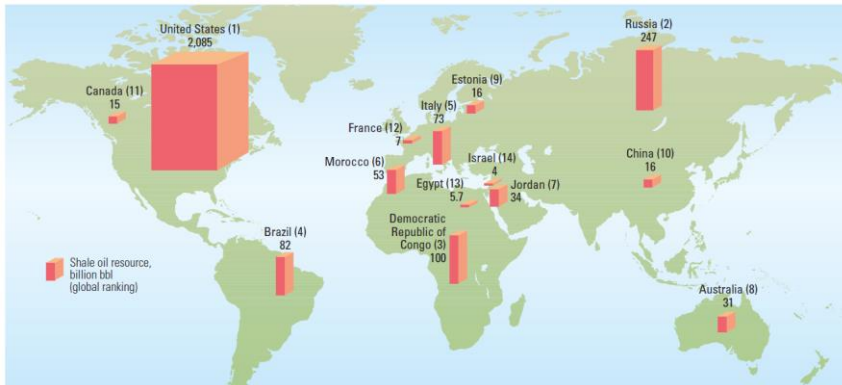 United States (1)
2,085
Russia (2)
247
Canada (11)
15
Estonia (9)
16
Italy (5)
73
France (12)
7
Morocco (6)
53
Israel (14)
4
China (10)
16
Egypt (13)
5.7
Jordan (7)
34
Democratic
Republic of
Congo (3)
100
Brazil (4)
82
Shale oil resource,
billion bbl
(global ranking)
Australia (8)
31